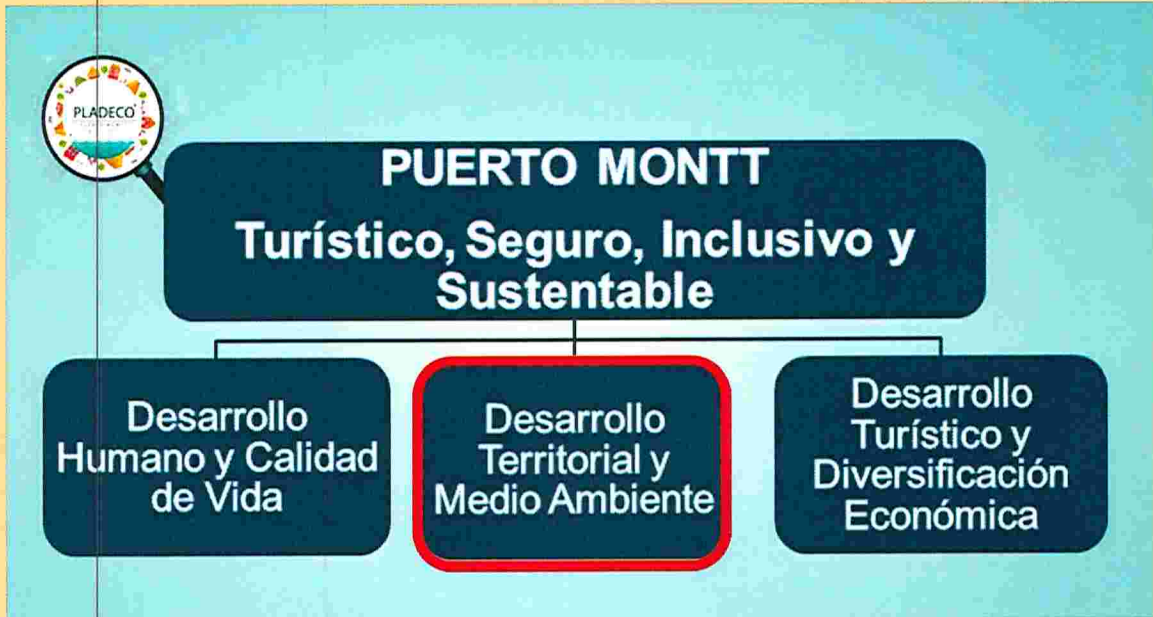 PLADECO
PUERTO MONTT
Turístico, Seguro, Inclusivo y
Sustentable
Desarrollo
Humano y Calidad
de Vida
Desarrollo
Territorial y
Medio Ambiente
Desarrollo
Turístico y
Diversificación
Económica